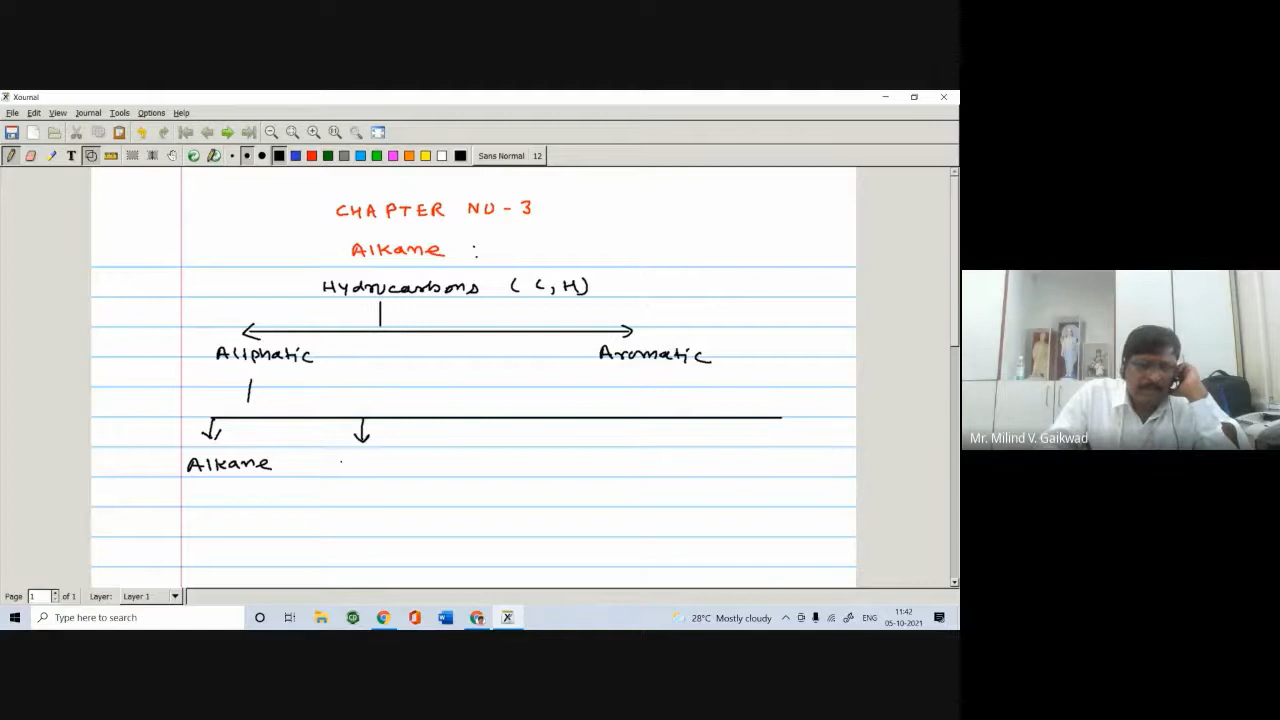 Xournal
File Edit View Journal Tools Options Help
Sans Normal 12
CHAPTER NO-3
Alkane :
Hydrocarbons (C, H)
Aliphatic Aromatic
Alkane
Mr. Milind V. Gaikwad
Page 1 of 1 Layer: Layer 1
Type here to search
28°C Mostly cloudy ENG 11:42
05-10-2021